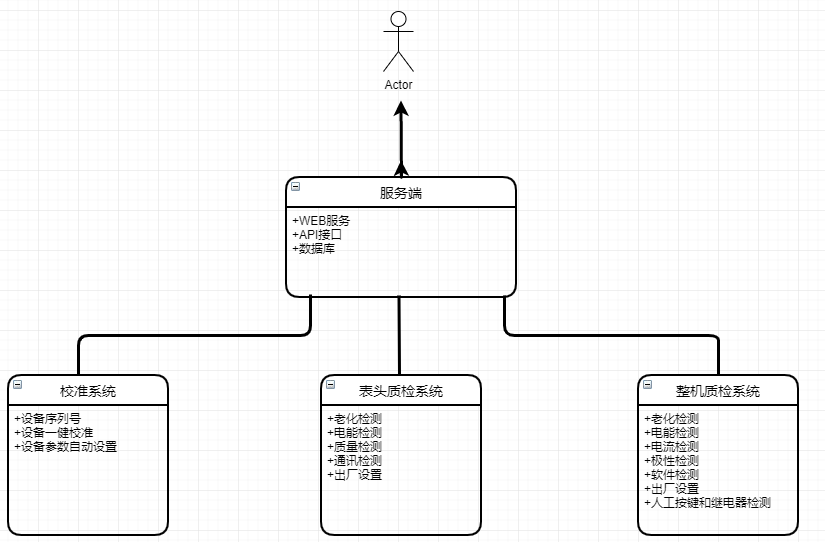 Actor
服务端
+WEB服务
+API接口
+数据库
校准系统
+设备序列号
+设备一键校准
+设备参数自动设置
表头质检系统
+老化检测
+电能检测
+质量检测
+通讯检测
+出厂设置
整机质检系统
+老化检测
+电能检测
+电流检测
+极性检测
+软件检测
+出厂设置
+人工按键和继电器检测